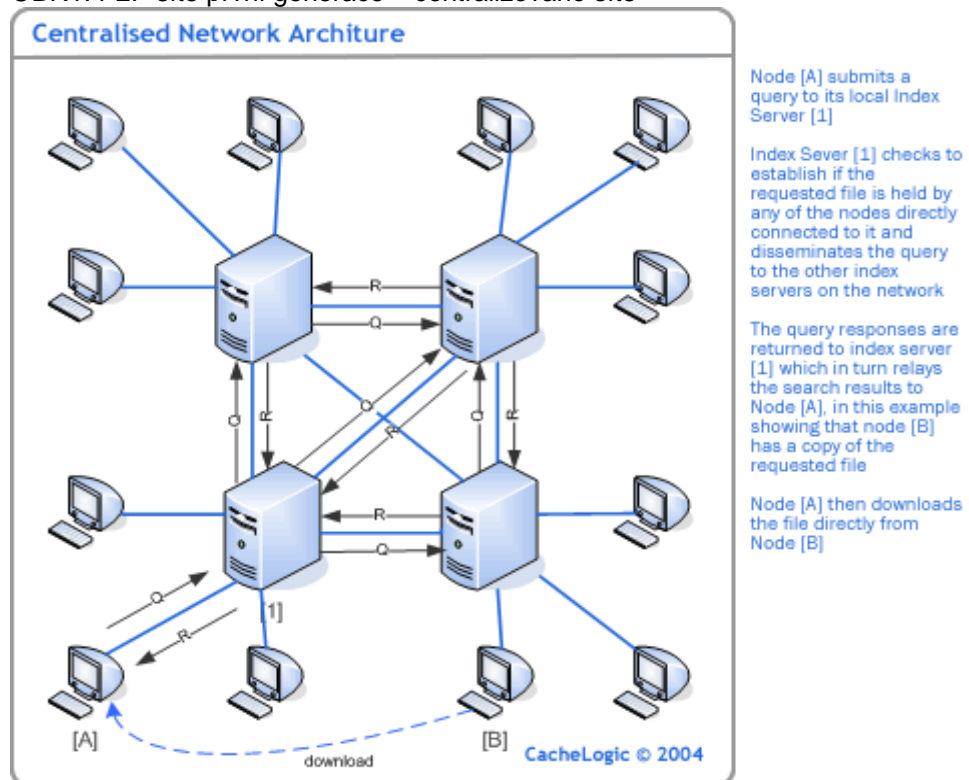 Centralised Network Architure
Node [A] submits a
query to its local Index
Server [1]
Index Sever [1] checks to
establish if the
requested file is held by
any of the nodes directly
connected to it and
disseminates the query
to the other index
servers on the network
The query responses are
returned to index server
[1] which in turn relays
the search results to
Node [A], in this example
showing that node [B]
has a copy of the
requested file
Node [A] then downloads
the file directly from
Node [B]
R
Q
Q
R
Q
R
Q
R
R
Q
Q
R
[1]
[A]
[B]
download
CacheLogic © 2004